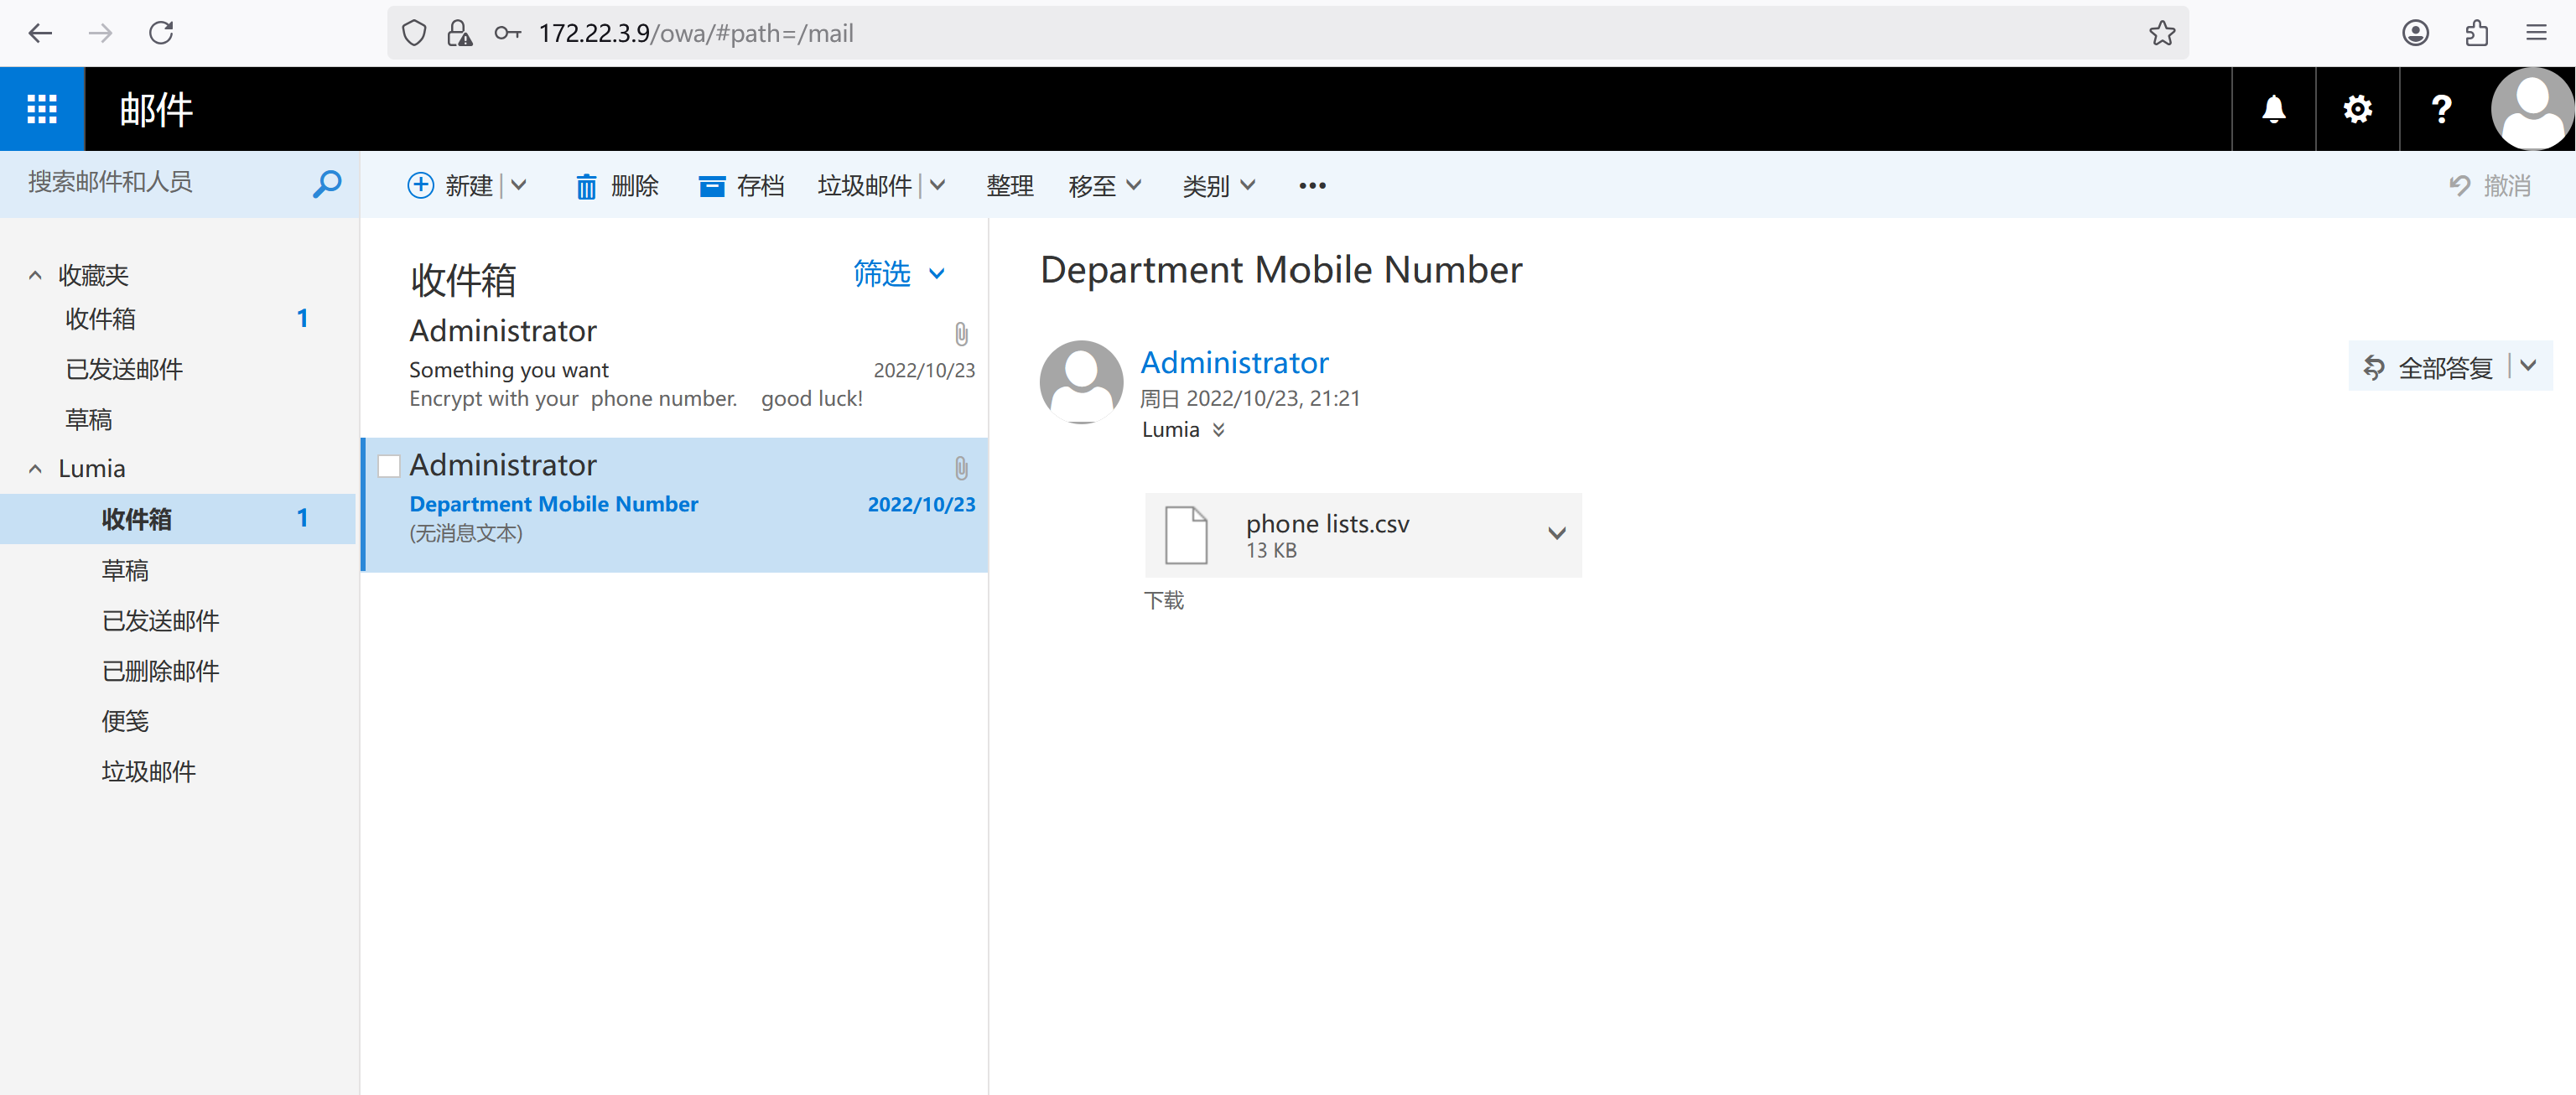 172.22.3.9/owa/#path=/mail
邮件
?
搜索邮件和人员
新建
删除
存档
垃圾邮件
整理
移至
类别
撤消
收藏夹
收件箱 1
已发送邮件
草稿
Lumia
收件箱 1
草稿
已发送邮件
已删除邮件
便笺
垃圾邮件
收件箱
筛选
Administrator
Something you want 2022/10/23
Encrypt with your phone number. good luck!
Administrator
Department Mobile Number 2022/10/23
(无消息文本)
Department Mobile Number
Administrator
周日 2022/10/23, 21:21
Lumia
全部答复
phone lists.csv
13 KB
下载